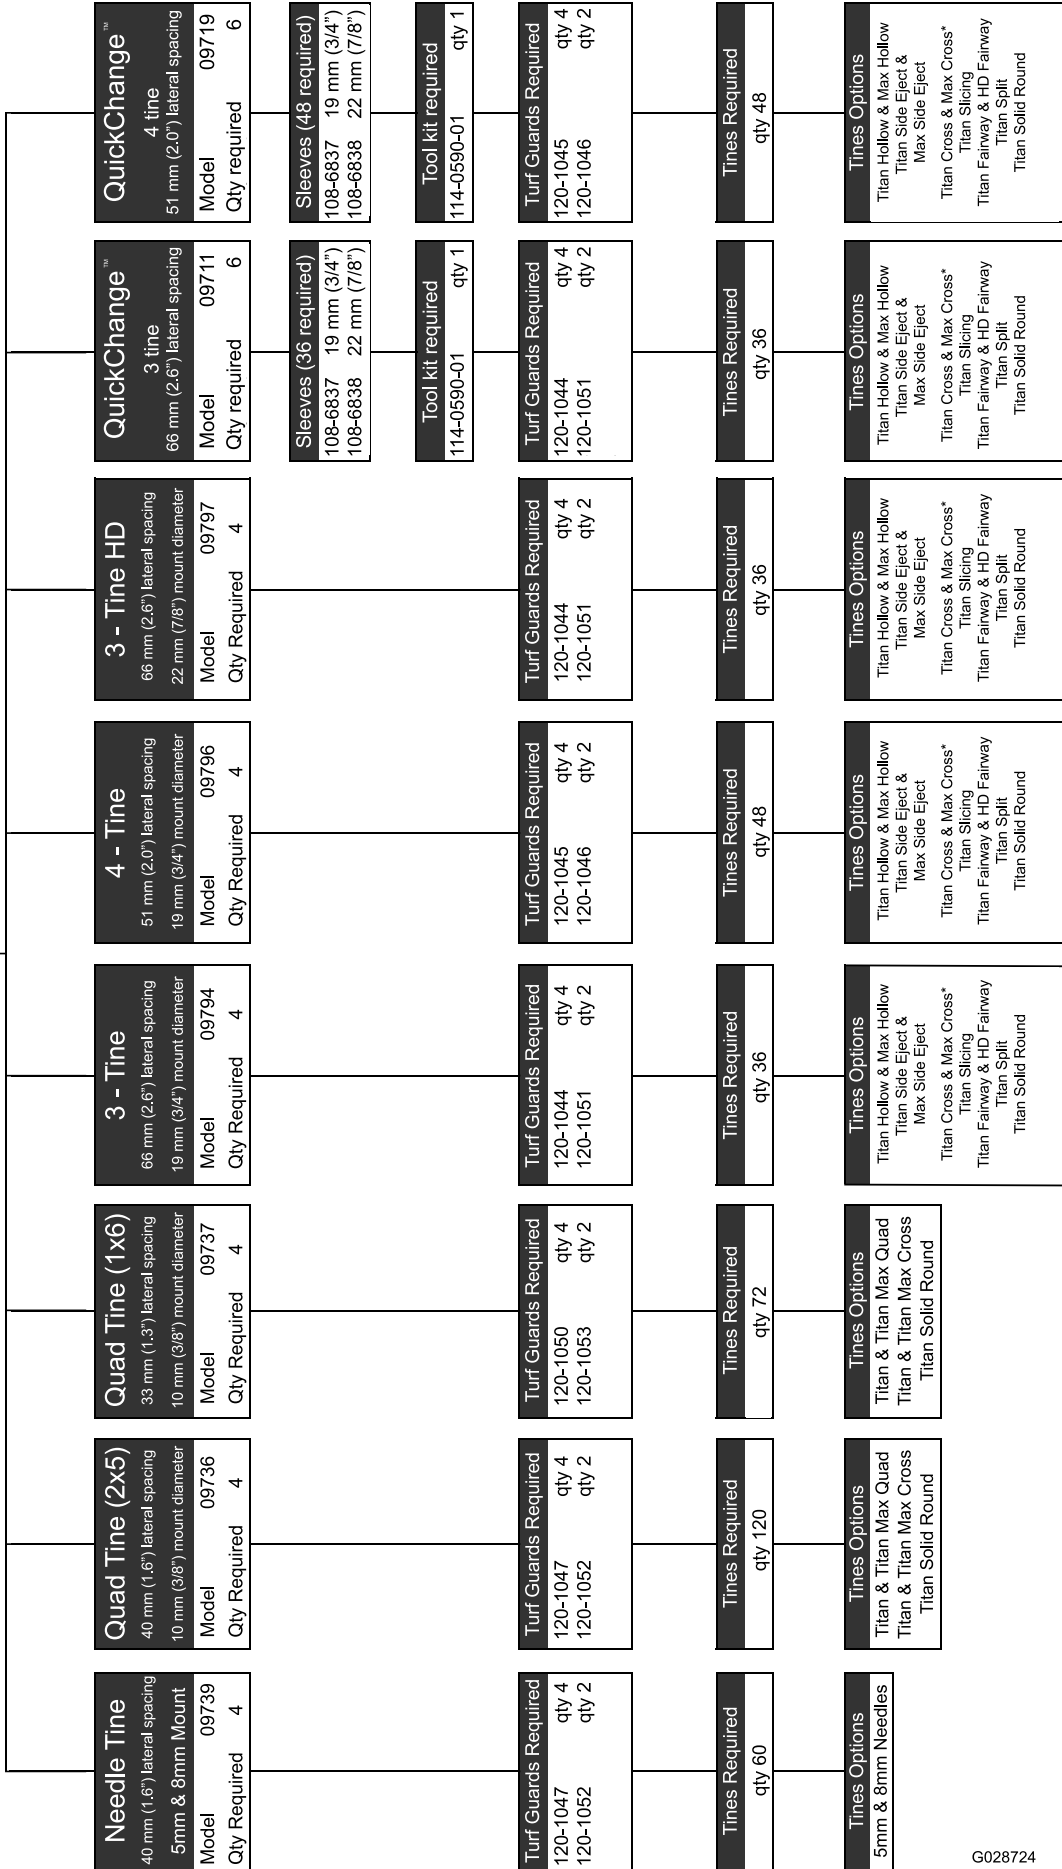 Needle Tine
40 mm (1.6”) lateral spacing
5mm & 8mm Mount
Model 09739
Qty Required 4
Turf Guards Required
120-1047 qty 4
120-1052 qty 2
Tines Required
qty 60
Tines Options
5mm & 8mm Needles
Quad Tine (2x5)
40 mm (1.6”) lateral spacing
10 mm (3/8”) mount diameter
Model 09736
Qty Required 4
Turf Guards Required
120-1047 qty 4
120-1052 qty 2
Tines Required
qty 120
Tines Options
Titan & Titan Max Quad
Titan & Titan Max Cross
Titan Solid Round
Quad Tine (1x6)
33 mm (1.3”) lateral spacing
10 mm (3/8”) mount diameter
Model 09737
Qty Required 4
Turf Guards Required
120-1050 qty 4
120-1053 qty 2
Tines Required
qty 72
Tines Options
Titan & Titan Max Quad
Titan & Titan Max Cross
Titan Solid Round
3 - Tine
66 mm (2.6”) lateral spacing
19 mm (3/4”) mount diameter
Model 09794
Qty Required 4
Turf Guards Required
120-1044 qty 4
120-1051 qty 2
Tines Required
qty 36
Tines Options
Titan Hollow & Max Hollow
Titan Side Eject &
Max Side Eject
Titan Cross & Max Cross*
Titan Slicing
Titan Fairway & HD Fairway
Titan Split
Titan Solid Round
4 - Tine
51 mm (2.0”) lateral spacing
19 mm (3/4”) mount diameter
Model 09796
Qty Required 4
Turf Guards Required
120-1045 qty 4
120-1046 qty 2
Tines Required
qty 48
Tines Options
Titan Hollow & Max Hollow
Titan Side Eject &
Max Side Eject
Titan Cross & Max Cross*
Titan Slicing
Titan Fairway & HD Fairway
Titan Split
Titan Solid Round
3 - Tine HD
66 mm (2.6”) lateral spacing
22 mm (7/8”) mount diameter
Model 09797
Qty Required 4
Turf Guards Required
120-1044 qty 4
120-1051 qty 2
Tines Required
qty 36
Tines Options
Titan Hollow & Max Hollow
Titan Side Eject &
Max Side Eject
Titan Cross & Max Cross*
Titan Slicing
Titan Fairway & HD Fairway
Titan Split
Titan Solid Round
QuickChange™
3 tine
66 mm (2.6”) lateral spacing
Model 09711
Qty required 6
Sleeves (36 required)
108-6837 19 mm (3/4”)
108-6838 22 mm (7/8”)
Tool kit required
114-0590-01 qty 1
Turf Guards Required
120-1044 qty 4
120-1051 qty 2
Tines Required
qty 36
Tines Options
Titan Hollow & Max Hollow
Titan Side Eject &
Max Side Eject
Titan Cross & Max Cross*
Titan Slicing
Titan Fairway & HD Fairway
Titan Split
Titan Solid Round
QuickChange™
4 tine
51 mm (2.0”) lateral spacing
Model 09719
Qty required 6
Sleeves (48 required)
108-6837 19 mm (3/4”)
108-6838 22 mm (7/8”)
Tool kit required
114-0590-01 qty 1
Turf Guards Required
120-1045 qty 4
120-1046 qty 2
Tines Required
qty 48
Tines Options
Titan Hollow & Max Hollow
Titan Side Eject &
Max Side Eject
Titan Cross & Max Cross*
Titan Slicing
Titan Fairway & HD Fairway
Titan Split
Titan Solid Round
G028724